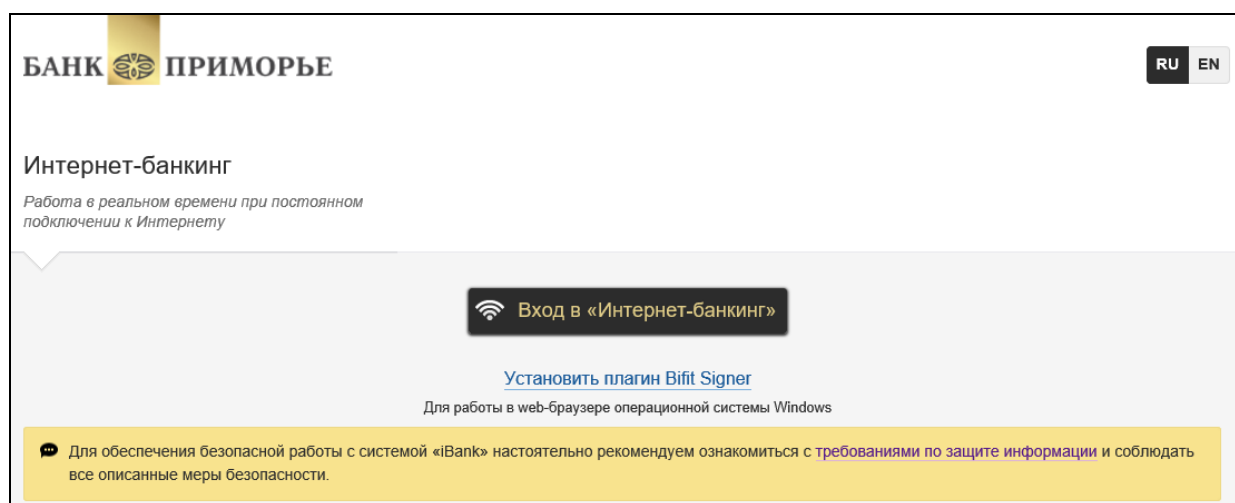 БАНК ПРИМОРЬЕ
RU EN
Интернет-банкинг
Работа в реальном времени при постоянном
подключении к Интернету
Вход в «Интернет-банкинг»
Установить плагин Bifit Signer
Для работы в web-браузере операционной системы Windows
Для обеспечения безопасной работы с системой «iBank» настоятельно рекомендуем ознакомиться с требованиями по защите информации и соблюдать
все описанные меры безопасности.